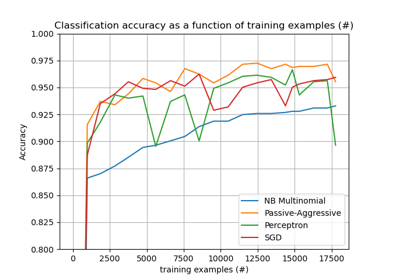 Classification accuracy as a function of training examples (#)
1.000
0.975
0.950
0.925
0.900
0.875
0.850
0.825
0.800
Accuracy
0 2500 5000 7500 10000 12500 15000 17500
training examples (#)
NB Multinomial
Passive-Aggressive
Perceptron
SGD